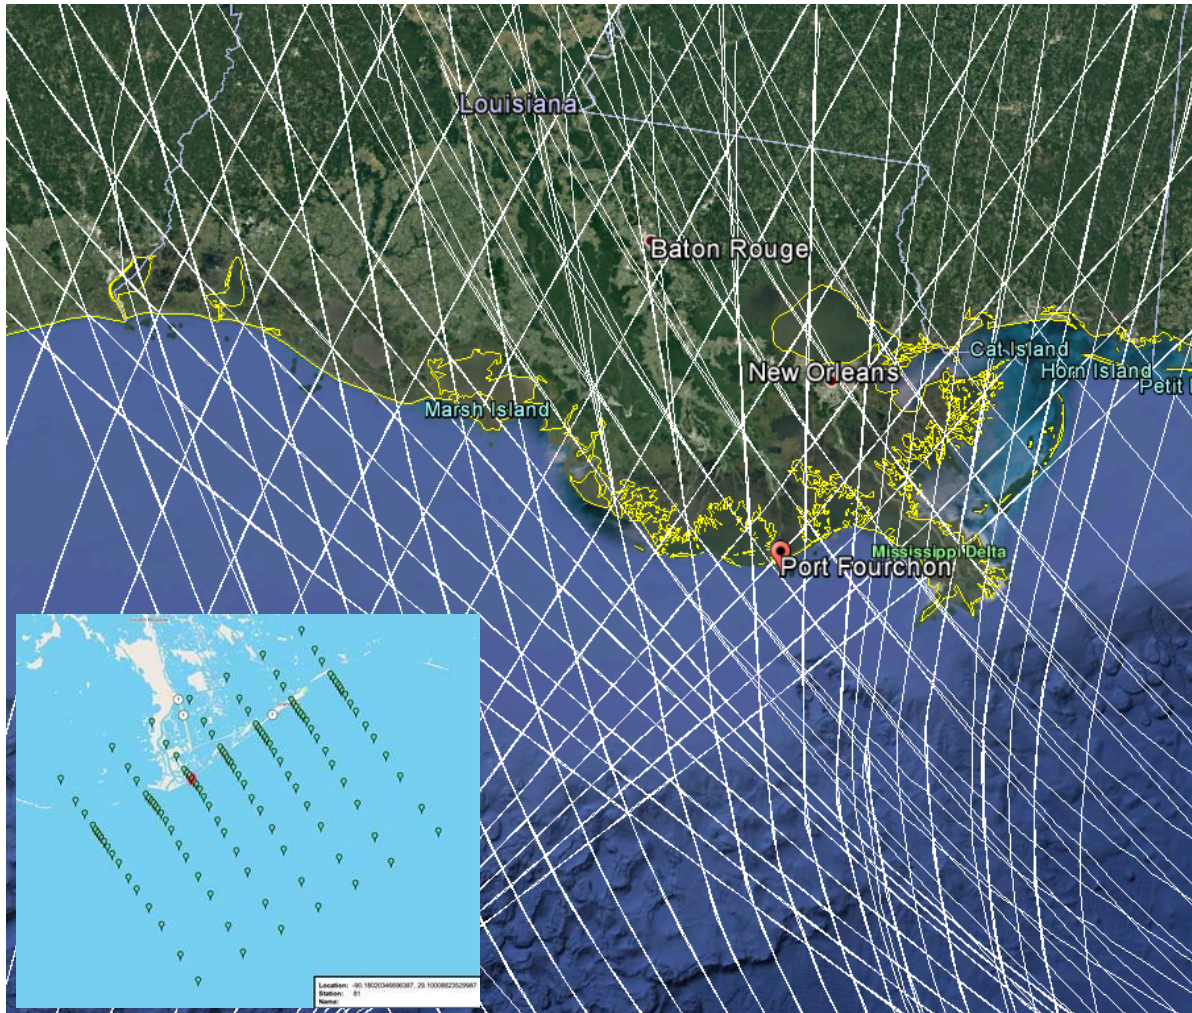 Louisiana
Baton Rouge
Cat Island
New Orleans
Horn Island
Petit
Marsh Island
Mississippi Delta
Port Fourchon
Location: -90.18020346696387, 29.10008823529987
Station: 81
Name: